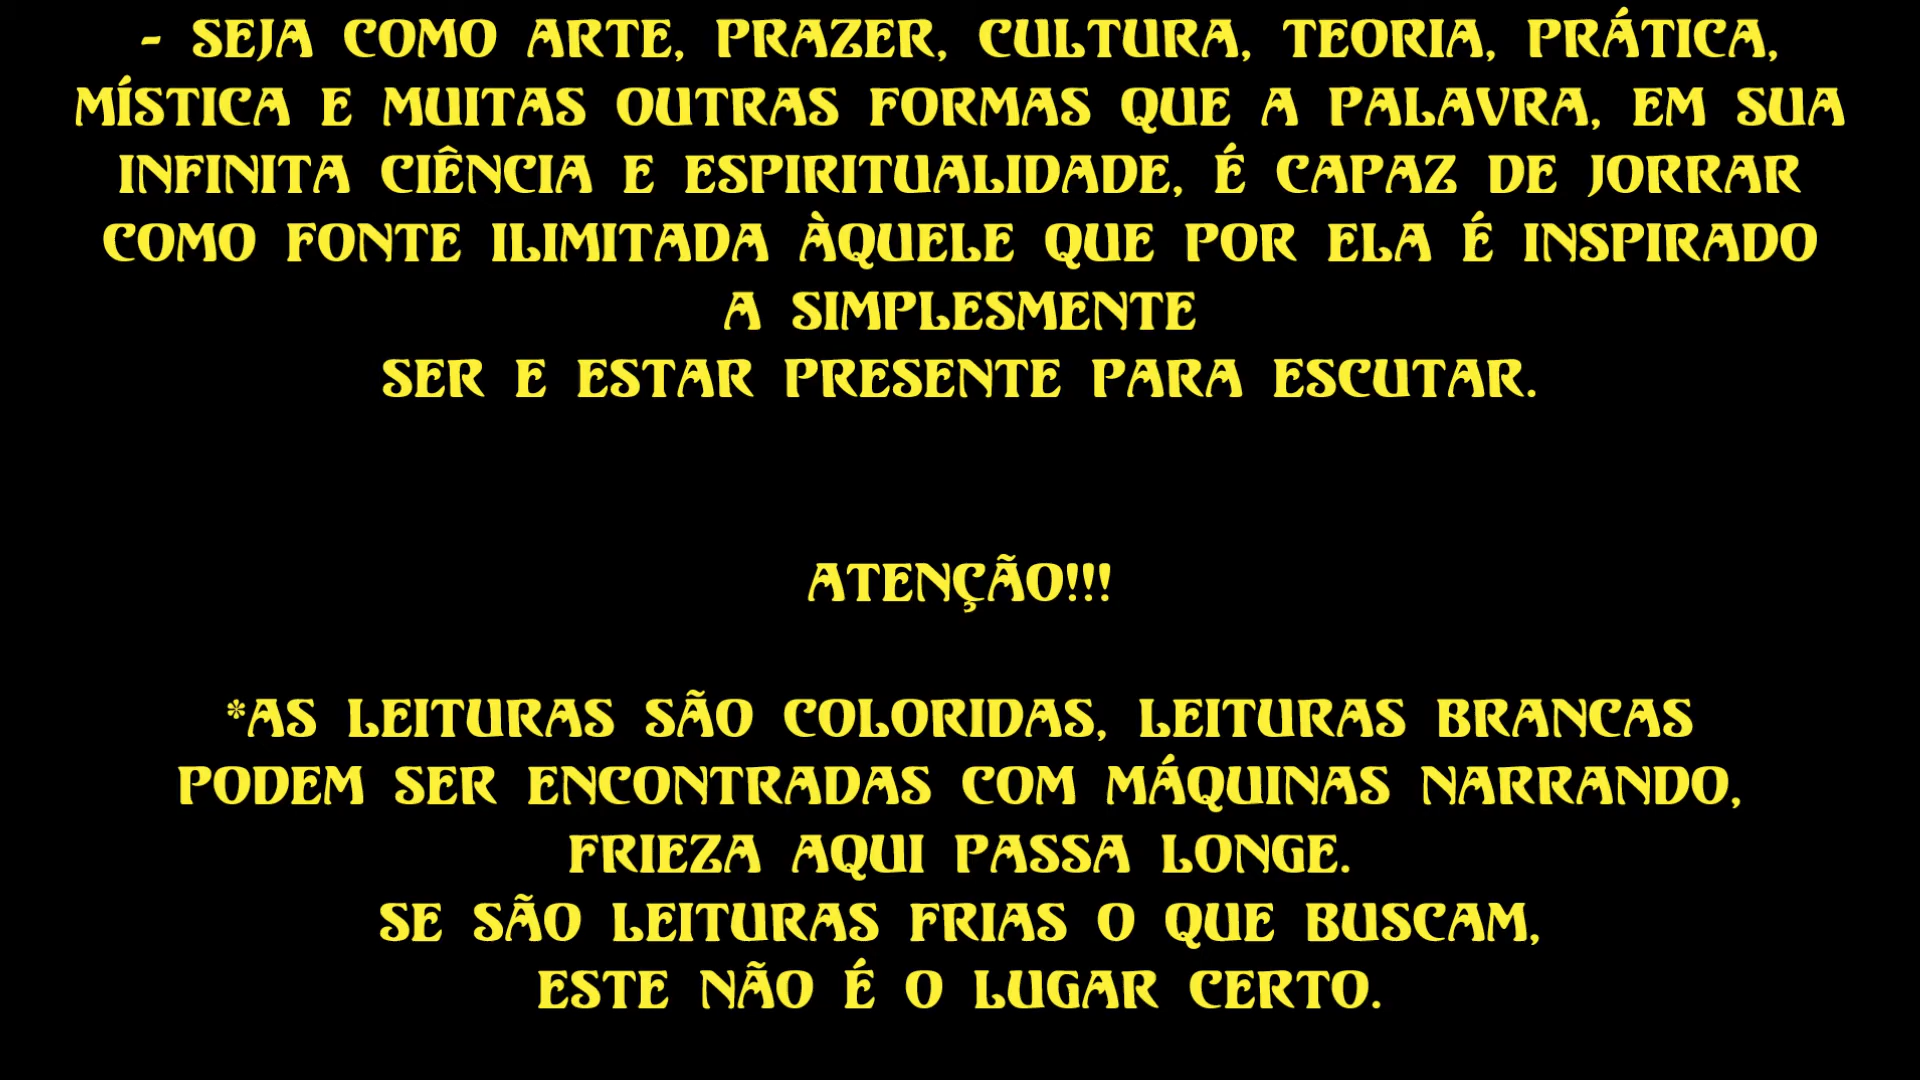 - SEJA COMO ARTE, PRAZER, CULTURA, TEORIA, PRÁTICA,
MÍSTICA E MUITAS OUTRAS FORMAS QUE A PALAVRA, EM SUA
INFINITA CIÊNCIA E ESPIRITUALIDADE, É CAPAZ DE JORRAR
COMO FONTE ILIMITADA ÀQUELE QUE POR ELA É INSPIRADO
A SIMPLESMENTE
SER E ESTAR PRESENTE PARA ESCUTAR.
ATENÇÃO!!!
*AS LEITURAS SÃO COLORIDAS, LEITURAS BRANCAS
PODEM SER ENCONTRADAS COM MÁQUINAS NARRANDO,
FRIEZA AQUI PASSA LONGE.
SE SÃO LEITURAS FRIAS O QUE BUSCAM,
ESTE NÃO É O LUGAR CERTO.